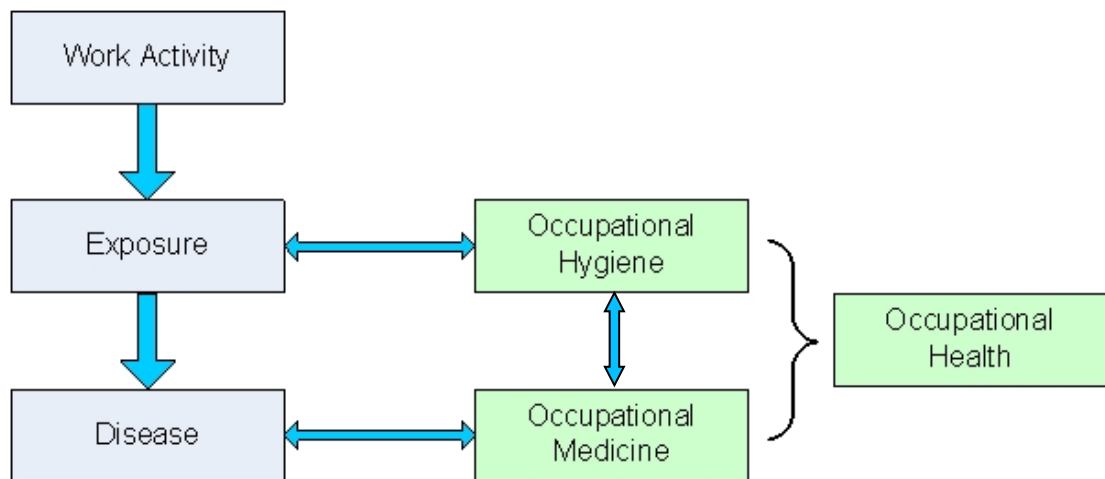 Work Activity
Exposure
Occupational
Hygiene
Occupational
Health
Disease
Occupational
Medicine